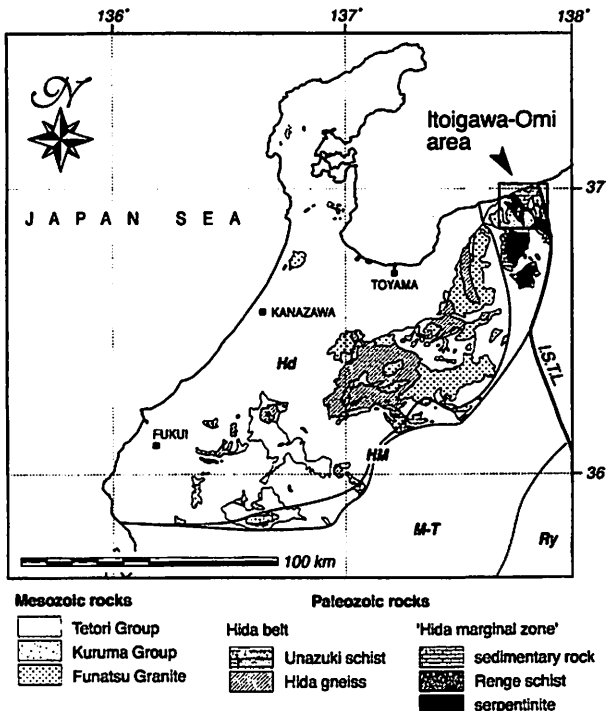 136°
137°
138°
N
Itoigawa-Omi
area
37°
JAPAN SEA
TOYAMA
KANAZAWA
Hd
I.S.T.L.
FUKUI
HM
36°
M-T
Ry
100 km
Mesozoic rocks
Tetori Group
Kuruma Group
Funatsu Granite
Paleozoic rocks
Hida belt
Unazuki schist
Hida gneiss
'Hida marginal zone'
sedimentary rock
Renge schist
serpentinite